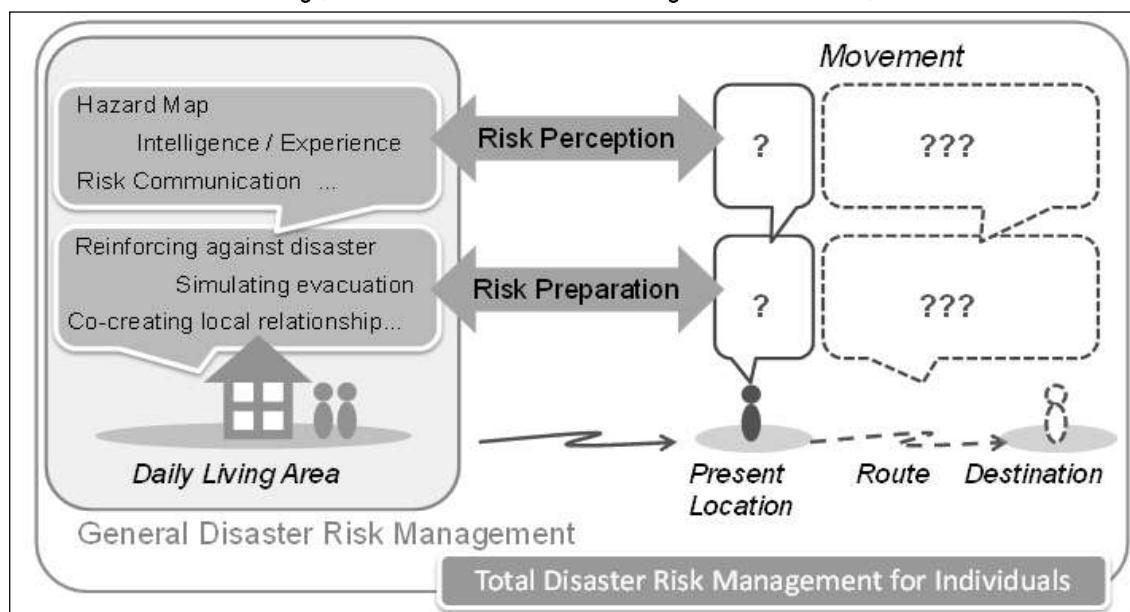 Movement
Hazard Map
Intelligence / Experience
Risk Communication ...
Risk Perception
?
???
Reinforcing against disaster
Simulating evacuation
Co-creating local relationship...
Risk Preparation
?
???
Daily Living Area
Present
Location
Route
Destination
General Disaster Risk Management
Total Disaster Risk Management for Individuals